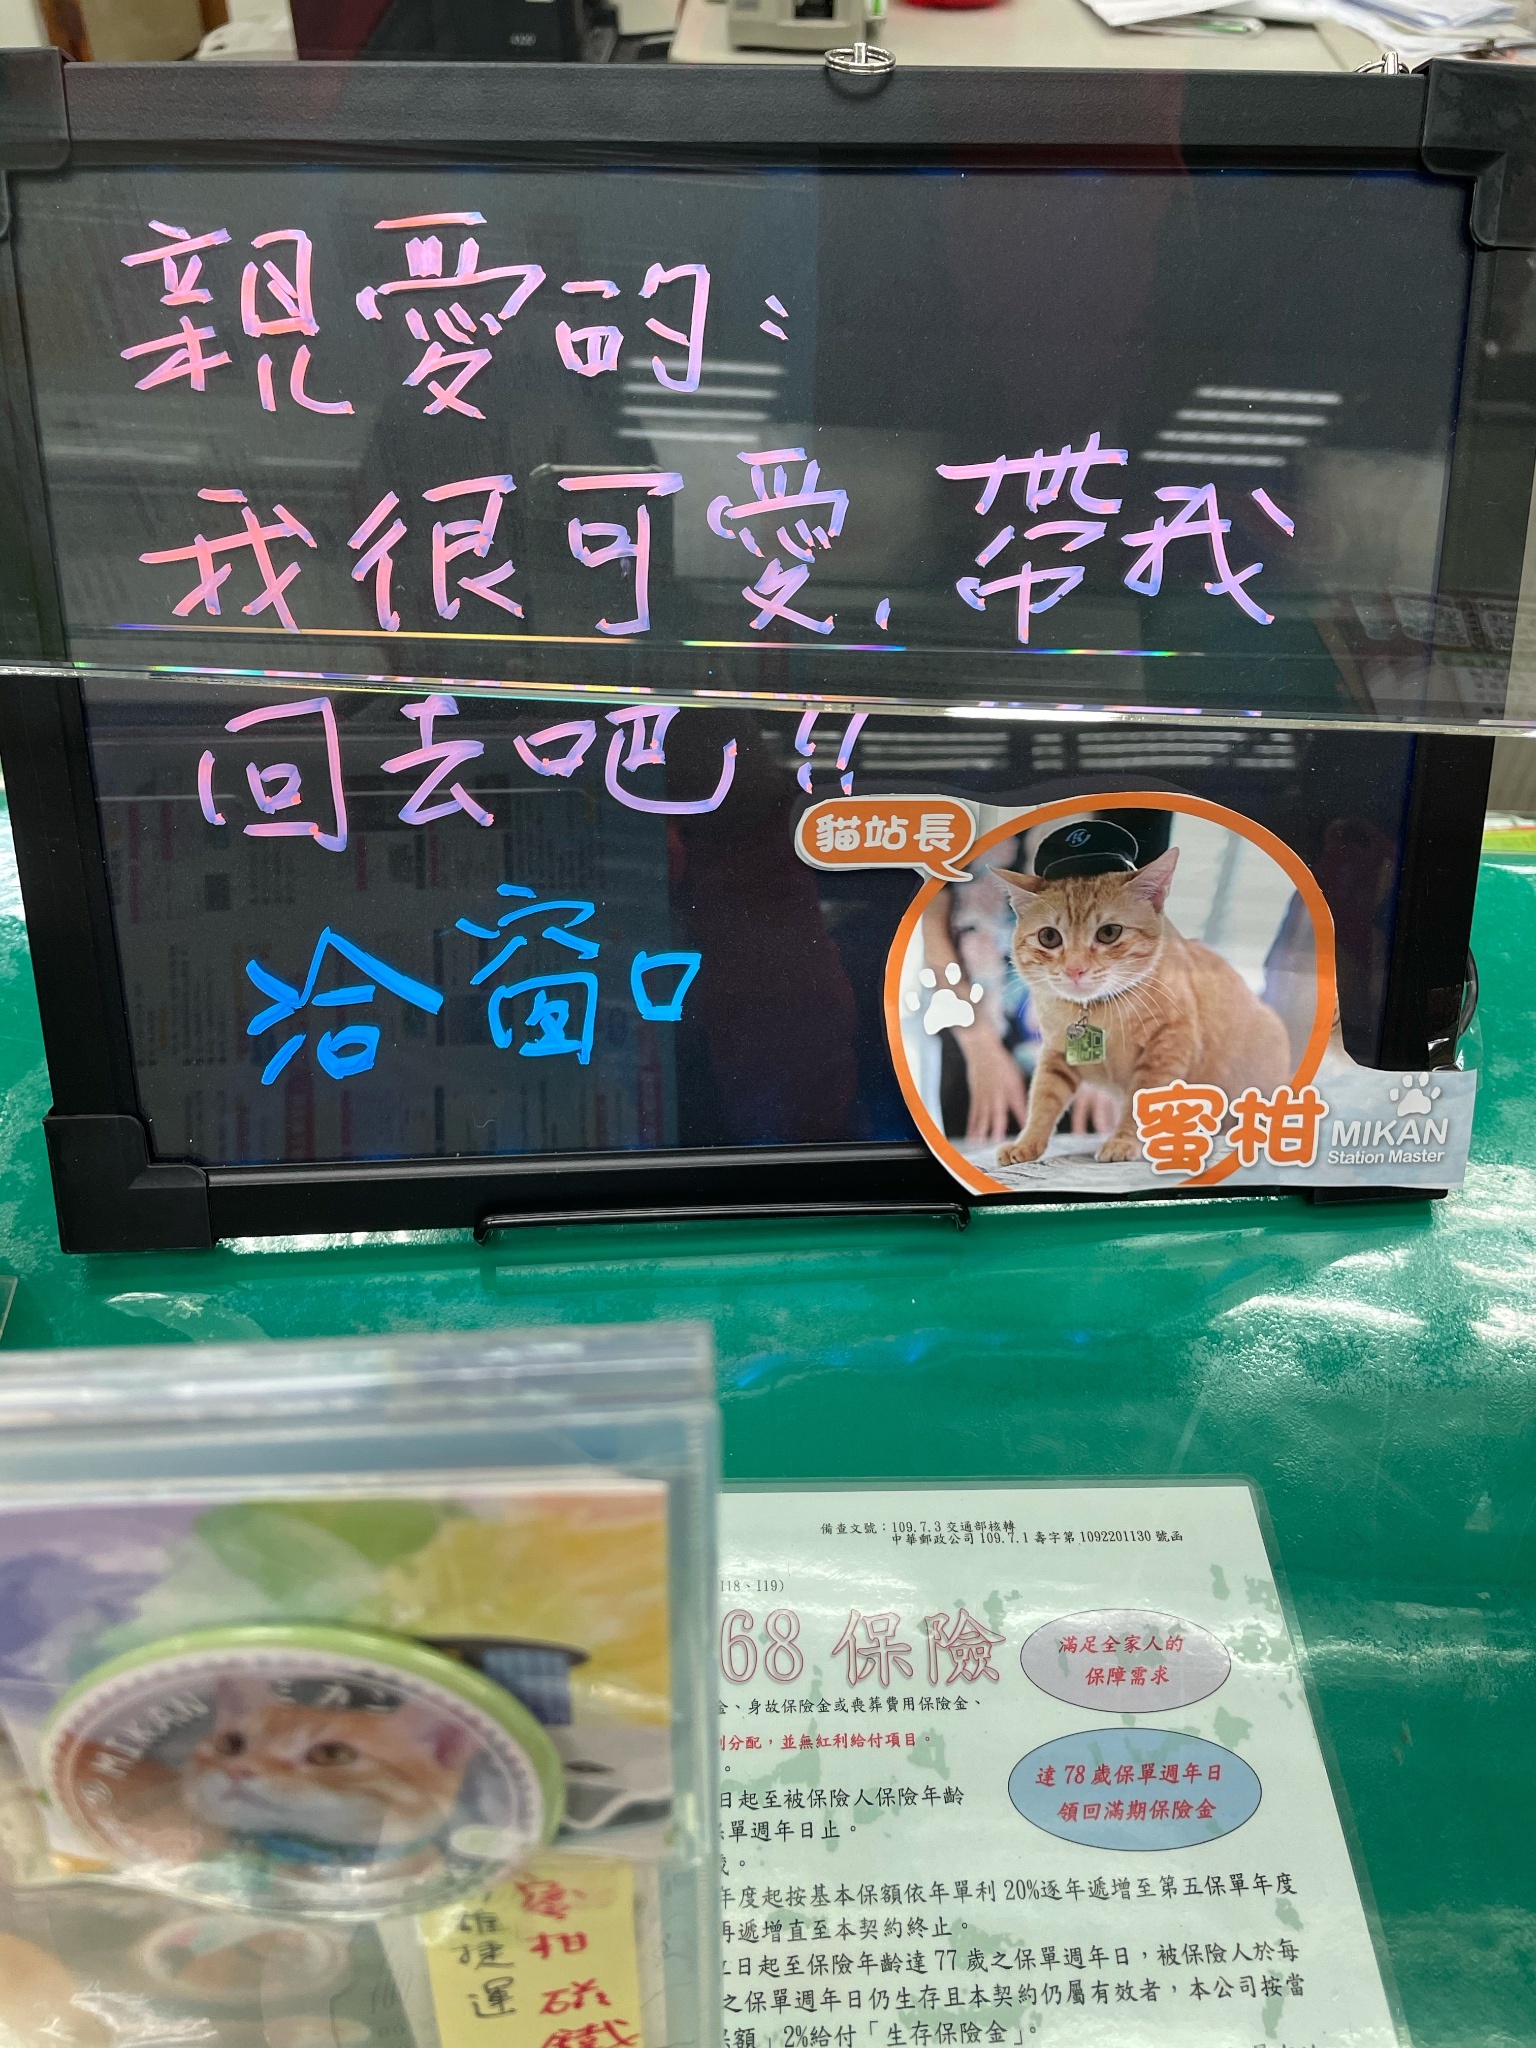 親愛的：
我很可愛，帶我
回去吧!!
洽窗口
貓站長
蜜柑
MIKAN
Station Master
備查文號：109.7.3 交通部核轉
中華郵政公司 109.7.1 壽字第 1092201130 號函
118、119）
68 保險
滿足全家人的
保障需求
金、身故保險金或喪葬費用保險金、
分配，並無紅利給付項目。
達 78 歲保單週年日
領回滿期保險金
日起至被保險人保險年齡
單週年日止。
年度起按基本保額依年單利 20%逐年遞增至第五保單年度
再遞增直至本契約終止。
日起至保險年齡達 77 歲之保單週年日，被保險人於每
之保單週年日仍生存且本契約仍屬有效者，本公司按當
額」2%給付「生存保險金」。
MIKAN
ミカン
蜜柑磁鐵
雄捷運